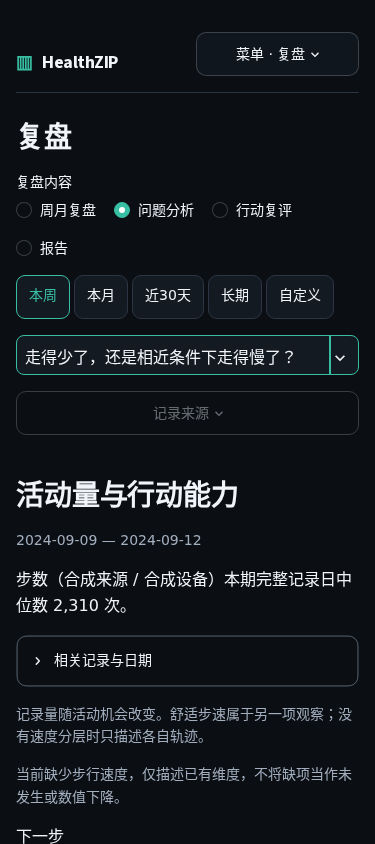 HealthZIP
菜单 · 复盘
复盘
复盘内容
周月复盘
问题分析
行动复评
报告
本周
本月
近30天
长期
自定义
走得少了，还是相近条件下走得慢了？
记录来源
活动量与行动能力
2024-09-09 — 2024-09-12
步数（合成来源 / 合成设备）本期完整记录日中
位数 2,310 次。
相关记录与日期
记录量随活动机会改变。舒适步速属于另一项观察；没
有速度分层时只描述各自轨迹。
当前缺少步行速度，仅描述已有维度，不将缺项当作未
发生或数值下降。
下一步